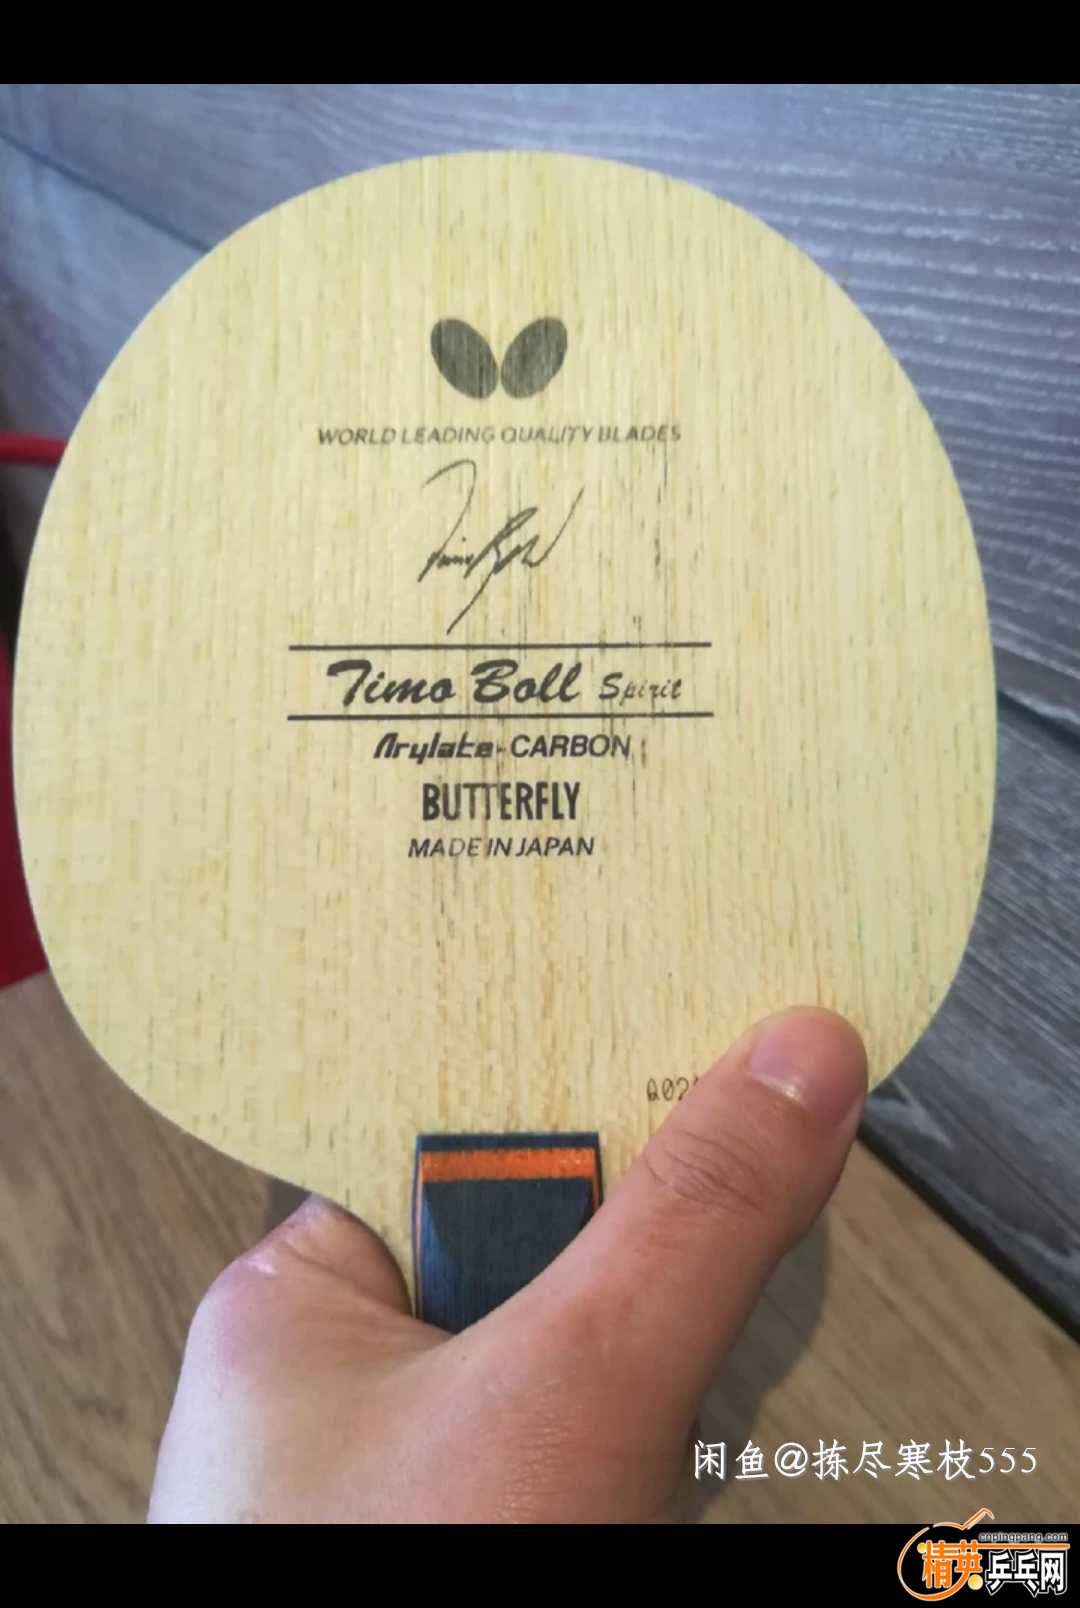 WORLD LEADING QUALITY BLADES
Timo Boll Spirit
Arylate-CARBON
BUTTERFLY
MADE IN JAPAN
闲鱼@拣尽寒枝555
cnpingpang.com
精英乒乓网